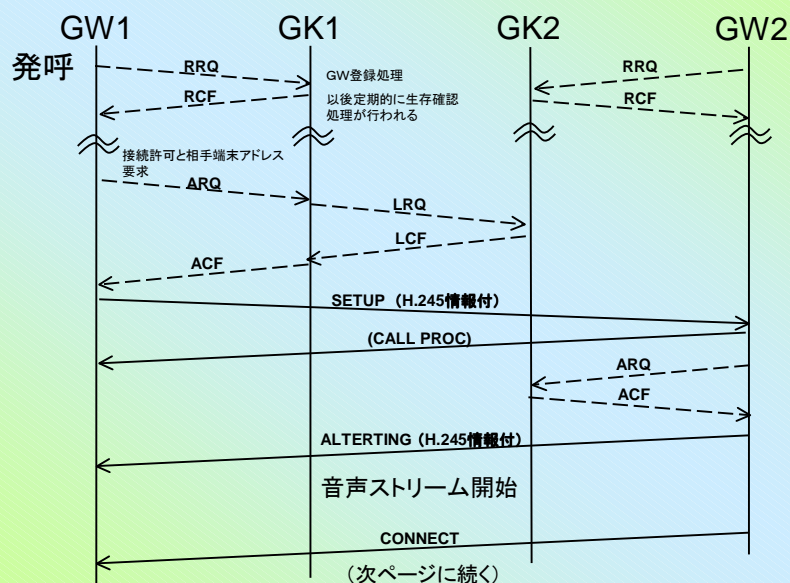 GW1 GK1 GK2 GW2
発呼
RRQ
GW登録処理
RRQ
RCF
以後定期的に生存確認
処理が行われる
RCF
接続許可と相手端末アドレス
要求
ARQ
LRQ
LCF
ACF
SETUP (H.245情報付)
(CALL PROC)
ARQ
ACF
ALTERTING (H.245情報付)
音声ストリーム開始
CONNECT
(次ページに続く)